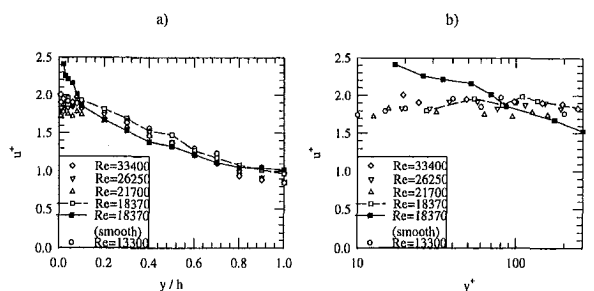 a)
b)
2.5
2.0
1.5
1.0
0.5
0.0
u+
Re=33400
Re=26250
Re=21700
Re=18370
Re=18370
(smooth)
Re=13300
0.0
0.2
0.4
0.6
0.8
1.0
y / h
2.5
2.0
1.5
1.0
0.5
0.0
u+
Re=33400
Re=26250
Re=21700
Re=18370
Re=18370
(smooth)
Re=13300
10
100
y+